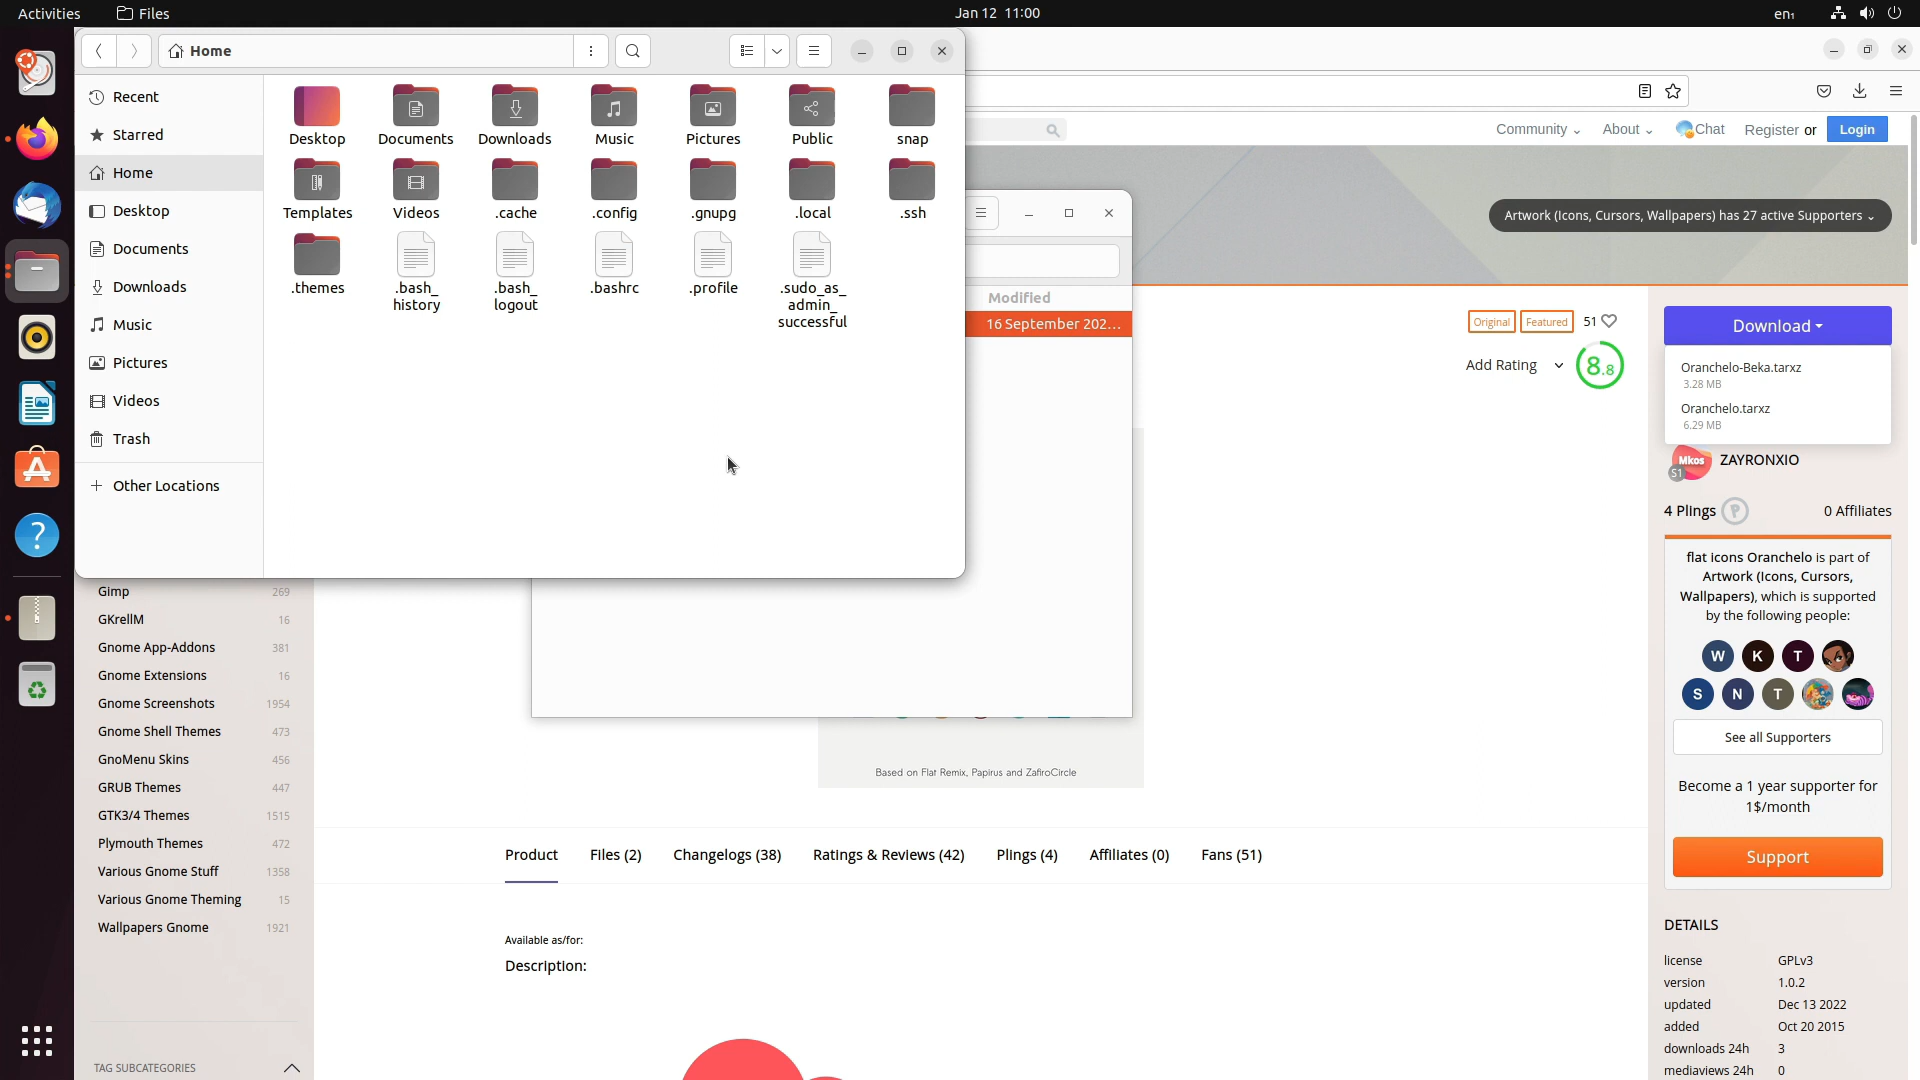 Activities
Files
Jan 12 11:00
en₁
Home
Recent
Starred
Home
Desktop
Documents
Downloads
Music
Pictures
Videos
Trash
Other Locations
Desktop
Documents
Downloads
Music
Pictures
Public
snap
Templates
Videos
.cache
.config
.gnupg
.local
.ssh
.themes
.bash_
history
.bash_
logout
.bashrc
.profile
.sudo_as_
admin_
successful
Modified
16 September 202...
Community
About
Chat
Register or
Login
Artwork (Icons, Cursors, Wallpapers) has 27 active Supporters
Original
Featured
51
Add Rating
8.8
Download
Oranchelo-Beka.tarxz
3.28 MB
Oranchelo.tarxz
6.29 MB
Mkos
S1
ZAYRONXIO
4 Plings
P
0 Affiliates
flat icons Oranchelo is part of
Artwork (Icons, Cursors,
Wallpapers), which is supported
by the following people:
W
K
T
S
N
T
See all Supporters
Become a 1 year supporter for
1$/month
Support
DETAILS
license GPLv3
version 1.0.2
updated Dec 13 2022
added Oct 20 2015
downloads 24h 3
mediaviews 24h 0
Gimp 269
GKrellM 16
Gnome App-Addons 381
Gnome Extensions 16
Gnome Screenshots 1954
Gnome Shell Themes 473
GnoMenu Skins 456
GRUB Themes 447
GTK3/4 Themes 1515
Plymouth Themes 472
Various Gnome Stuff 1358
Various Gnome Theming 15
Wallpapers Gnome 1921
TAG SUBCATEGORIES
Based on Flat Remix, Papirus and ZafiroCircle
Product
Files (2)
Changelogs (38)
Ratings & Reviews (42)
Plings (4)
Affiliates (0)
Fans (51)
Available as/for:
Description: